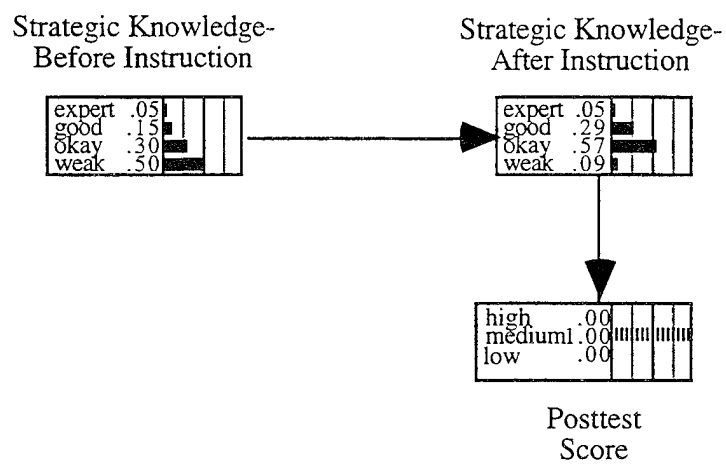 Strategic Knowledge-
Before Instruction
expert .05
good .15
okay .30
weak .50
Strategic Knowledge-
After Instruction
expert .05
good .29
okay .57
weak .09
high .00
medium1.00
low .00
Posttest
Score